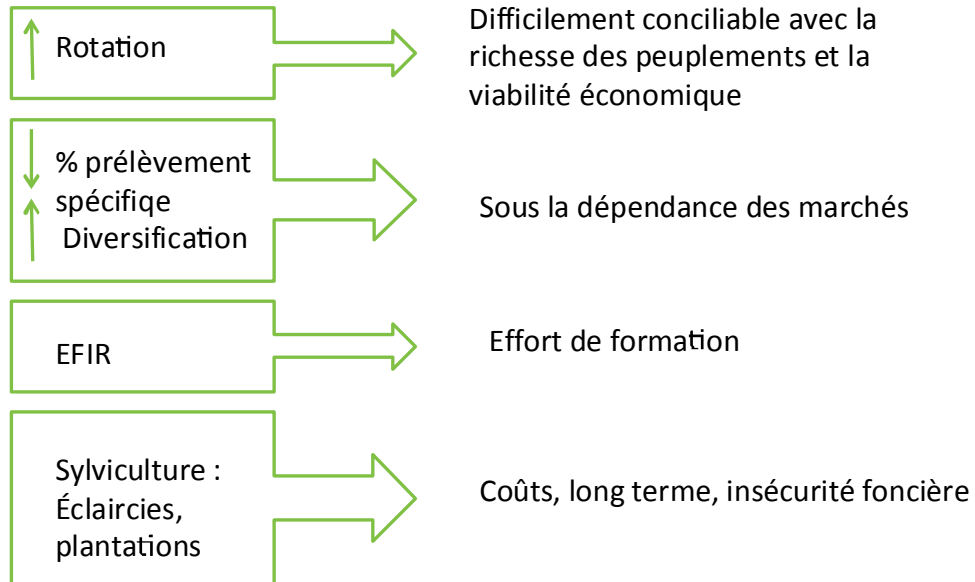 Rotation
Difficilement conciliable avec la
richesse des peuplements et la
viabilité économique
% prélèvement
spécifiqe
Diversification
Sous la dépendance des marchés
EFIR
Effort de formation
Sylviculture :
Éclaircies,
plantations
Coûts, long terme, insécurité foncière